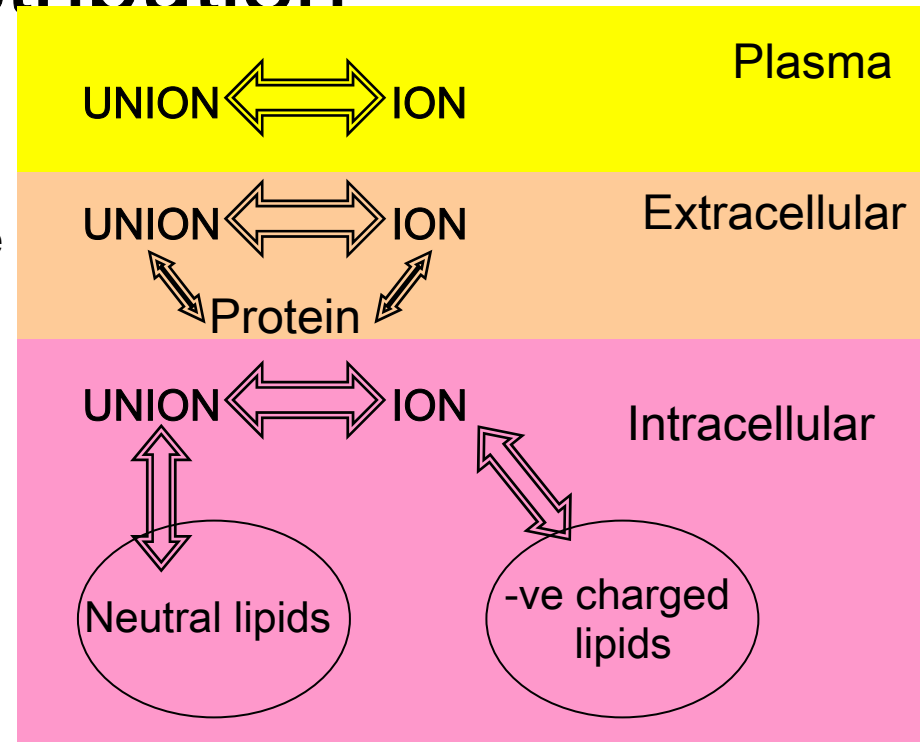 Plasma
UNION ION
Extracellular
UNION ION
Protein
UNION ION
Intracellular
Neutral lipids
-ve charged
lipids